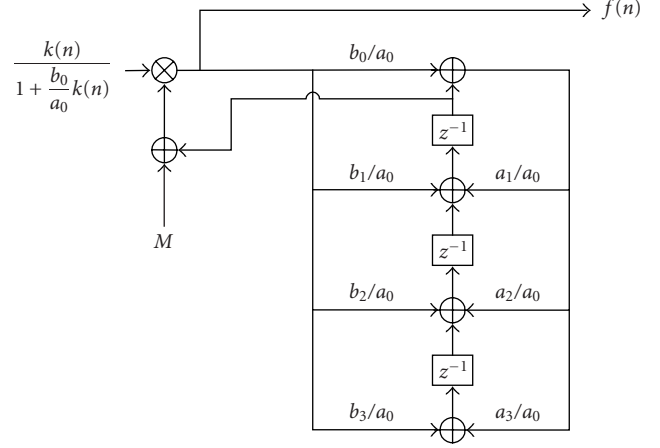 f(n)
k(n)
1 + b₀/a₀ k(n)
b₀/a₀
z⁻¹
b₁/a₀
a₁/a₀
M
z⁻¹
b₂/a₀
a₂/a₀
z⁻¹
b₃/a₀
a₃/a₀